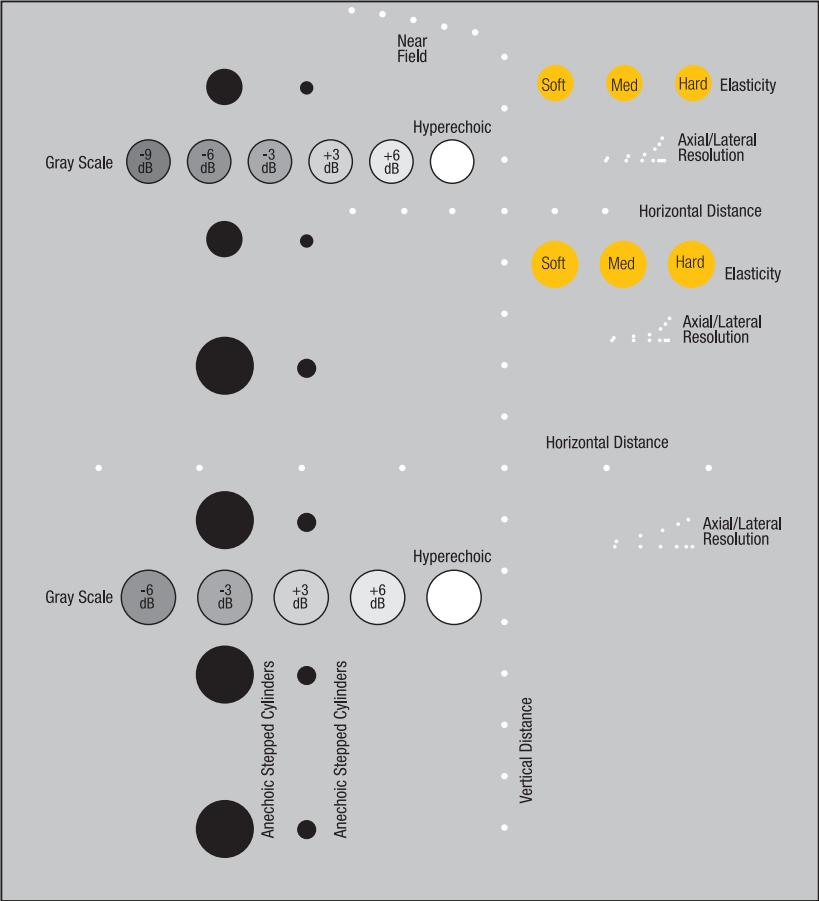 Near
Field
Soft
Med
Hard
Elasticity
Hyperechoic
Axial/Lateral
Resolution
Gray Scale
-9
dB
-6
dB
-3
dB
+3
dB
+6
dB
Horizontal Distance
Soft
Med
Hard
Elasticity
Axial/Lateral
Resolution
Horizontal Distance
Axial/Lateral
Resolution
Hyperechoic
Gray Scale
-6
dB
-3
dB
+3
dB
+6
dB
Anechoic Stepped Cylinders
Anechoic Stepped Cylinders
Vertical Distance